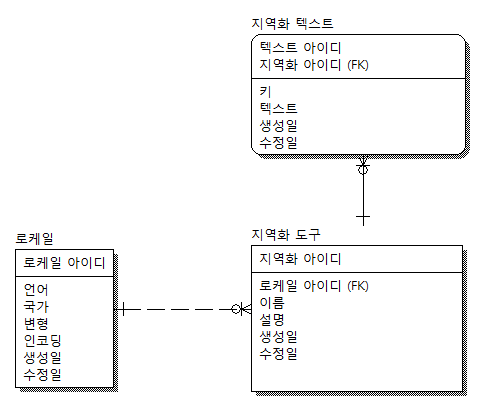 지역화 텍스트
텍스트 아이디
지역화 아이디 (FK)
키
텍스트
생성일
수정일
로케일
로케일 아이디
언어
국가
변형
인코딩
생성일
수정일
지역화 도구
지역화 아이디
로케일 아이디 (FK)
이름
설명
생성일
수정일